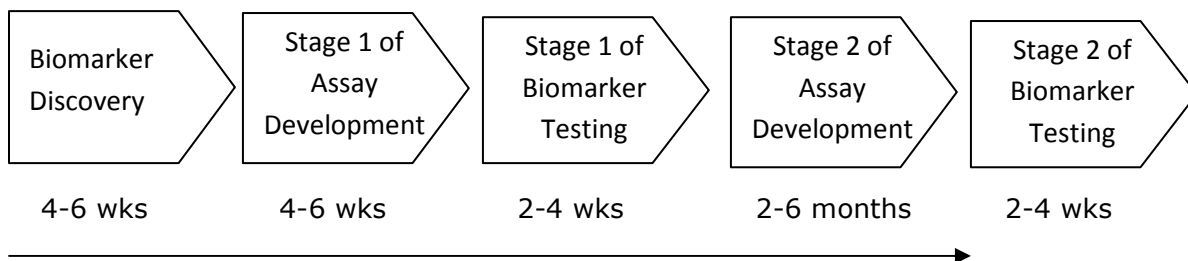 Biomarker
Discovery
Stage 1 of
Assay
Development
Stage 1 of
Biomarker
Testing
Stage 2 of
Assay
Development
Stage 2 of
Biomarker
Testing
4-6 wks
4-6 wks
2-4 wks
2-6 months
2-4 wks